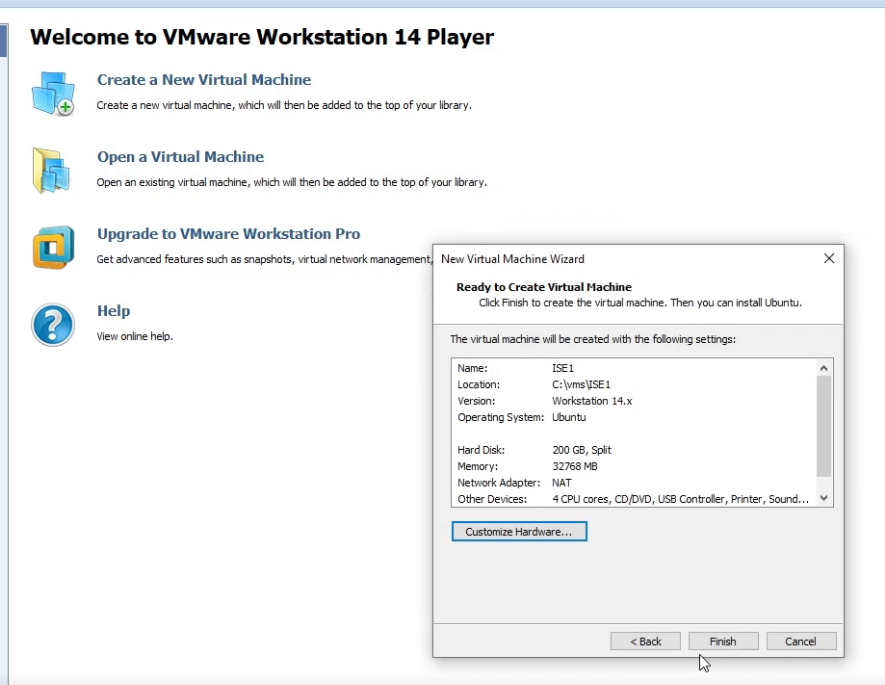 Welcome to VMware Workstation 14 Player
Create a New Virtual Machine
Create a new virtual machine, which will then be added to the top of your library.
Open a Virtual Machine
Open an existing virtual machine, which will then be added to the top of your library.
Upgrade to VMware Workstation Pro
Get advanced features such as snapshots, virtual network management,
Help
View online help.
New Virtual Machine Wizard
Ready to Create Virtual Machine
Click Finish to create the virtual machine. Then you can install Ubuntu.
The virtual machine will be created with the following settings:
Name: ISE1
Location: C:\vms\ISE1
Version: Workstation 14.x
Operating System: Ubuntu
Hard Disk: 200 GB, Split
Memory: 32768 MB
Network Adapter: NAT
Other Devices: 4 CPU cores, CD/DVD, USB Controller, Printer, Sound...
Customize Hardware...
< Back Finish Cancel